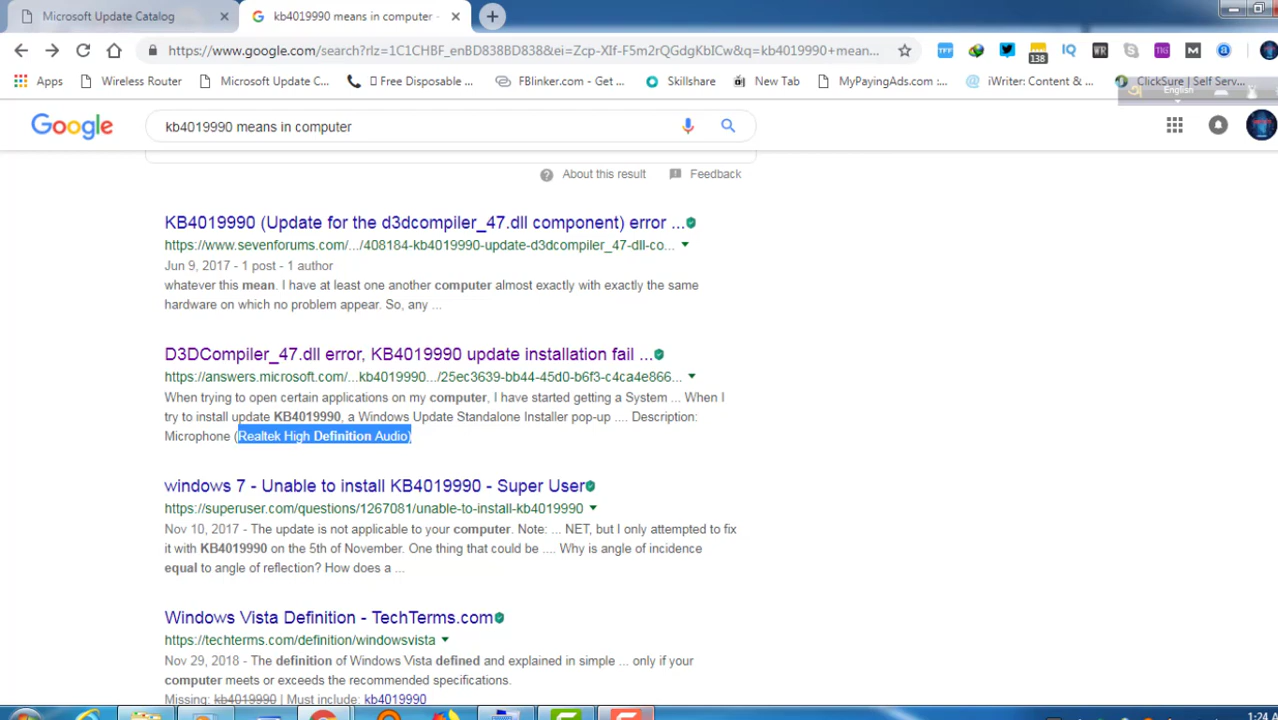 Microsoft Update Catalog
kb4019990 means in computer -
https://www.google.com/search?rlz=1C1CHBF_enBD838BD838&ei=Zcp-XIf-F5m2rQGdgKbICw&q=kb4019990+mean...
TFF
138
IQ
WR
TAG
M
a
Apps
Wireless Router
Microsoft Update C...
Free Disposable ...
FBlinker.com - Get ...
Skillshare
New Tab
MyPayingAds.com :...
iWriter: Content & ...
ClickSure | Self Serv...
English
Google
kb4019990 means in computer
About this result
Feedback
KB4019990 (Update for the d3dcompiler_47.dll component) error ...
https://www.sevenforums.com/.../408184-kb4019990-update-d3dcompiler_47-dll-co...
Jun 9, 2017 - 1 post - 1 author
whatever this mean. I have at least one another computer almost exactly with exactly the same
hardware on which no problem appear. So, any ...
D3DCompiler_47.dll error, KB4019990 update installation fail ...
https://answers.microsoft.com/...kb4019990.../25ec3639-bb44-45d0-b6f3-c4ca4e866...
When trying to open certain applications on my computer, I have started getting a System ... When I
try to install update KB4019990, a Windows Update Standalone Installer pop-up .... Description:
Microphone (Realtek High Definition Audio)
windows 7 - Unable to install KB4019990 - Super User
https://superuser.com/questions/1267081/unable-to-install-kb4019990
Nov 10, 2017 - The update is not applicable to your computer. Note: ... NET, but I only attempted to fix
it with KB4019990 on the 5th of November. One thing that could be .... Why is angle of incidence
equal to angle of reflection? How does a ...
Windows Vista Definition - TechTerms.com
https://techterms.com/definition/windowsvista
Nov 29, 2018 - The definition of Windows Vista defined and explained in simple ... only if your
computer meets or exceeds the recommended specifications.
Missing: kb4019990 | Must include: kb4019990
1:24